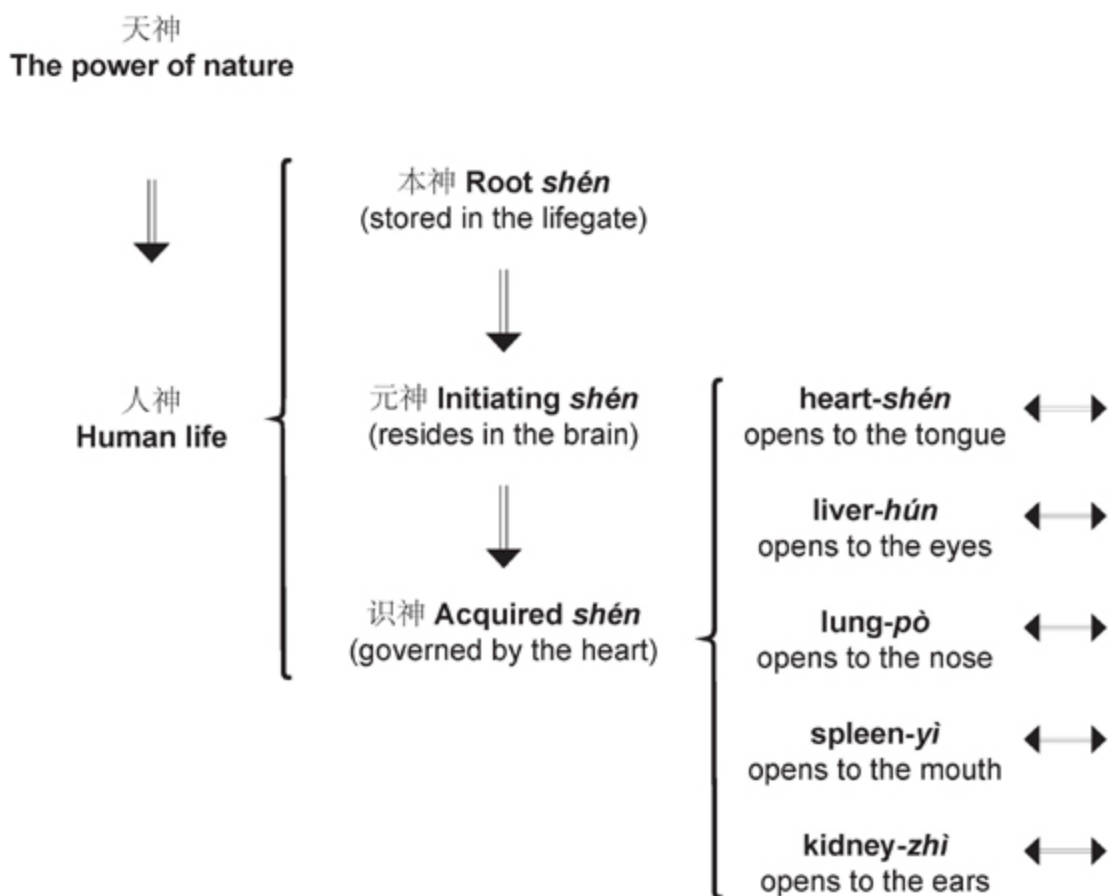 天神
The power of nature
本神 Root shén
(stored in the lifegate)
人神
Human life
元神 Initiating shén
(resides in the brain)
识神 Acquired shén
(governed by the heart)
heart-shén
opens to the tongue
liver-hún
opens to the eyes
lung-pò
opens to the nose
spleen-yì
opens to the mouth
kidney-zhì
opens to the ears